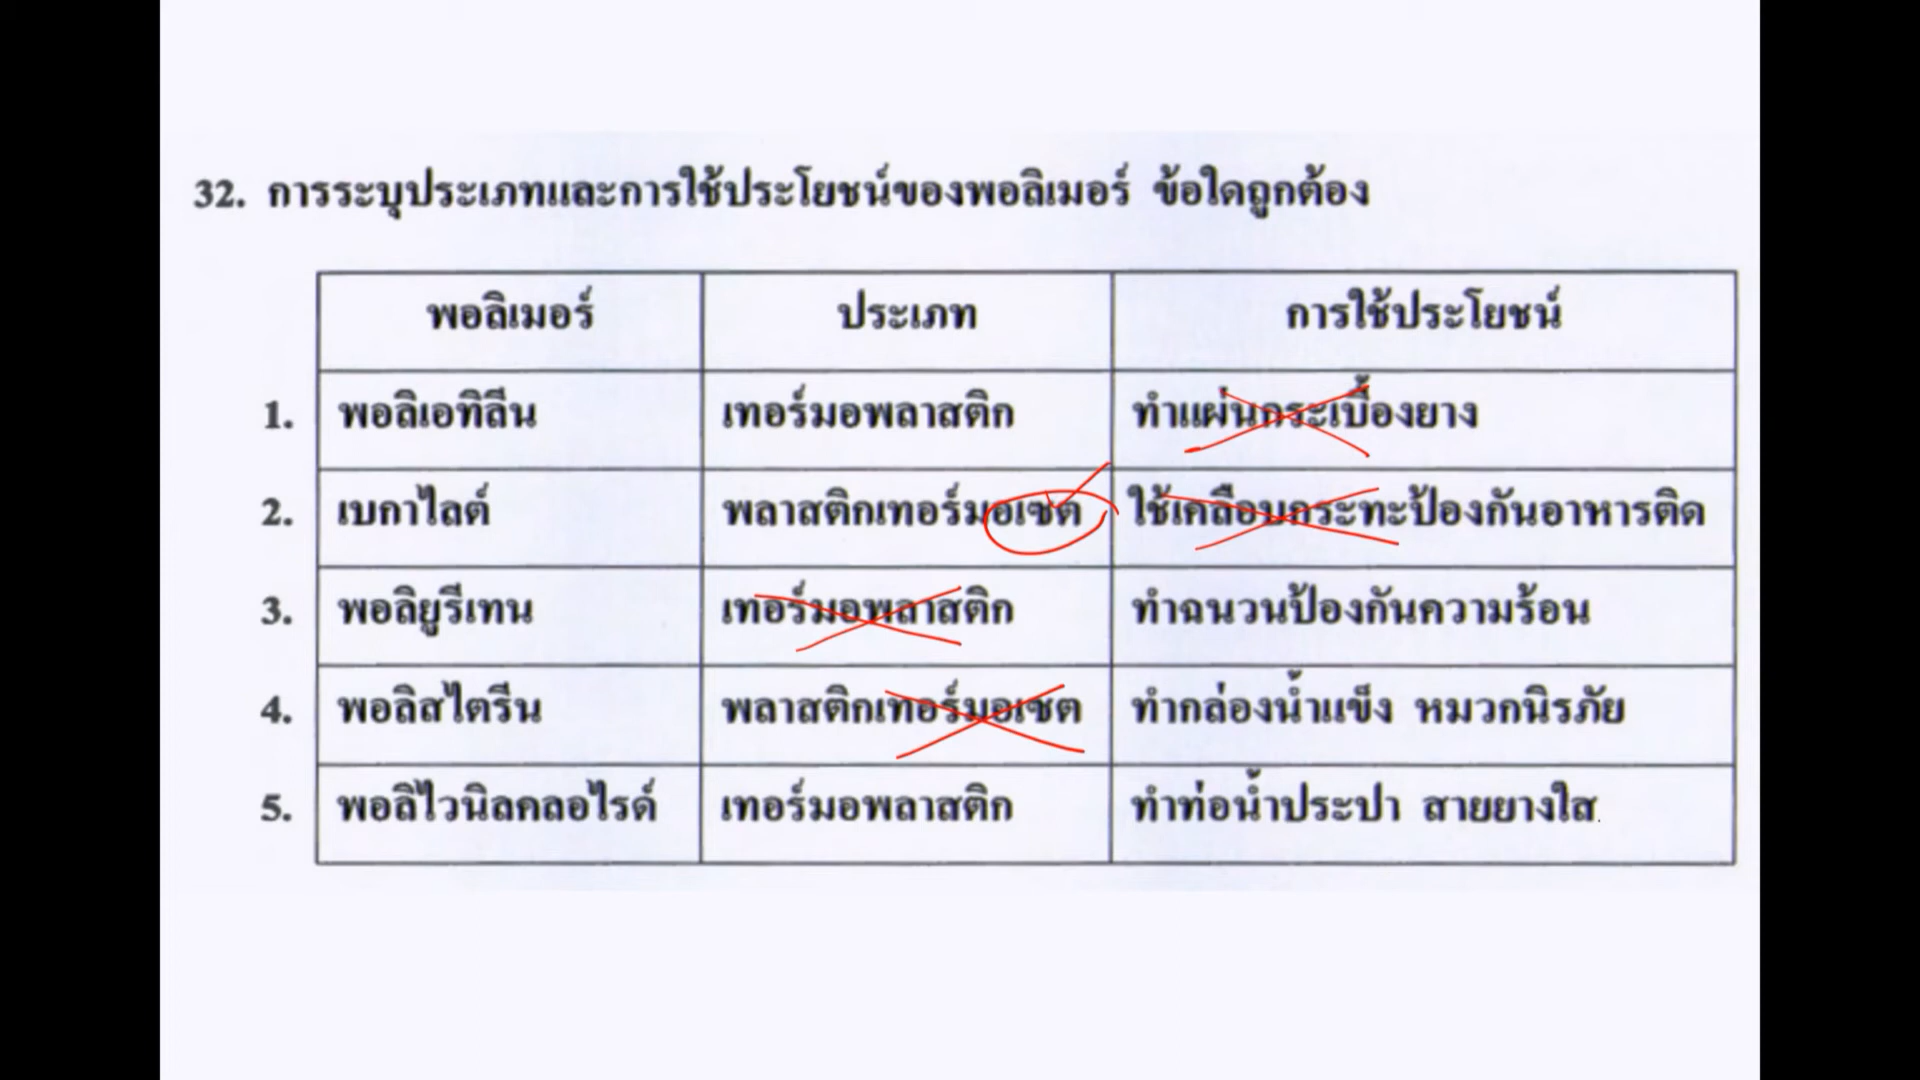 32. การระบุประเภทและการใช้ประโยชน์ของพอลิเมอร์ ข้อใดถูกต้อง
พอลิเมอร์ ประเภท การใช้ประโยชน์
1. พอลิเอทิลีน เทอร์มอพลาสติก ทำแผ่นกระเบื้องยาง
2. เบกาไลต์ พลาสติกเทอร์มอเซต ใช้เคลือบกระทะป้องกันอาหารติด
3. พอลิยูรีเทน เทอร์มอพลาสติก ทำฉนวนป้องกันความร้อน
4. พอลิสไตรีน พลาสติกเทอร์มอเซต ทำกล่องน้ำแข็ง หมวกนิรภัย
5. พอลิไวนิลคลอไรด์ เทอร์มอพลาสติก ทำท่อน้ำประปา สายยางใส